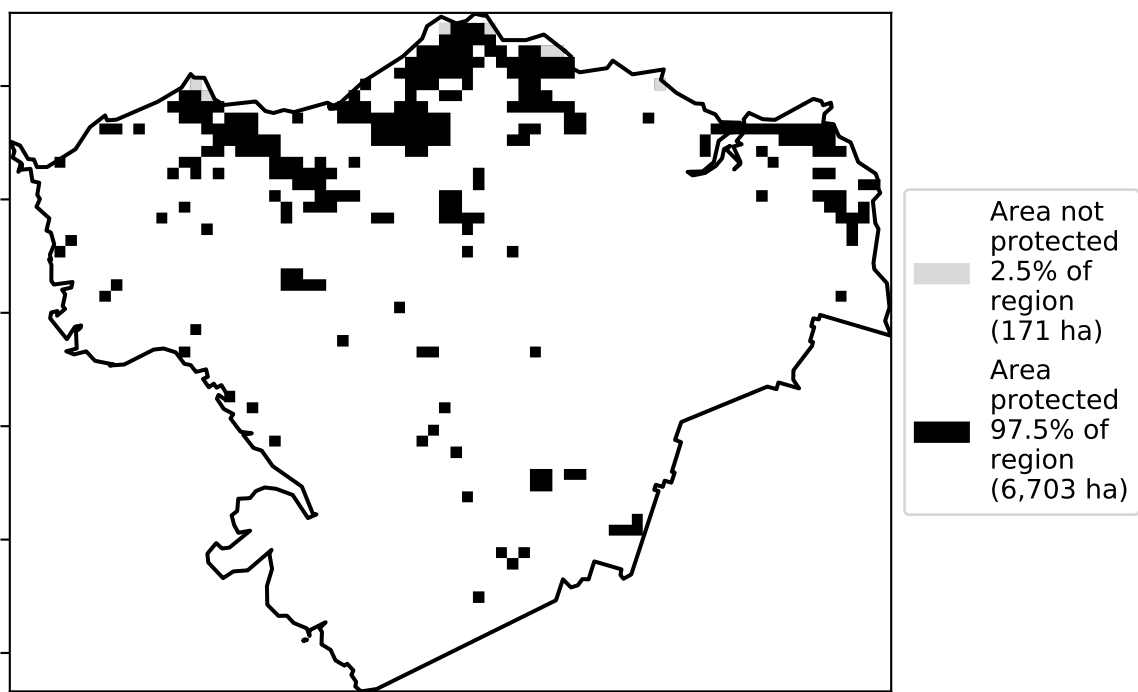 Area not
protected
2.5% of
region
(171 ha)
Area
protected
97.5% of
region
(6,703 ha)